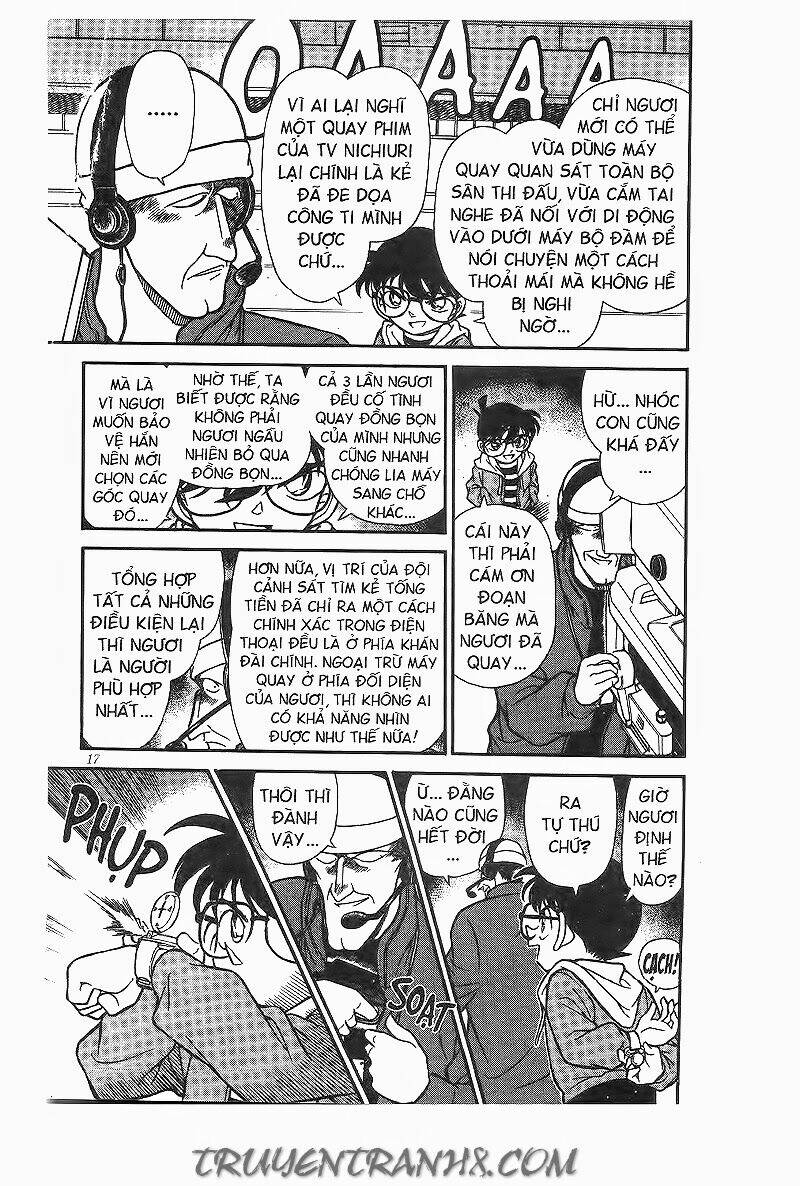 OAAAA
CHỈ NGƯƠI
MỚI CÓ THỂ
VỪA DÙNG MÁY
QUAY QUAN SÁT TOÀN BỘ
SÂN THI ĐẤU, VỪA CẮM TAI
NGHE ĐÃ NỐI VỚI DI ĐỘNG
VÀO DƯỚI MÁY BỘ ĐÀM ĐỂ
NÓI CHUYỆN MỘT CÁCH
THOẢI MÁI MÀ KHÔNG HỀ
BỊ NGHI
NGỜ...
VÌ AI LẠI NGHĨ
MỘT QUAY PHIM
CỦA TV NICHIURI
LẠI CHÍNH LÀ KẺ
ĐÃ ĐE DỌA
CÔNG TI MÌNH
ĐƯỢC
CHỨ...
.....
HỪ... NHÓC
CON CŨNG
KHÁ ĐẤY
...
CÁI NÀY
THÌ PHẢI
CÁM ƠN
ĐOẠN
BĂNG MÀ
NGƯƠI ĐÃ
QUAY...
CẢ 3 LẦN NGƯƠI
ĐỀU CỐ TÌNH
QUAY ĐỒNG BỌN
CỦA MÌNH NHƯNG
CŨNG NHANH
CHÓNG LIA MÁY
SANG CHỖ
KHÁC...
NHỜ THẾ, TA
BIẾT ĐƯỢC RẰNG
KHÔNG PHẢI
NGƯƠI NGẪU
NHIÊN BỎ QUA
ĐỒNG BỌN...
MÀ LÀ
VÌ NGƯƠI
MUỐN BẢO
VỆ HẮN
NÊN MỚI
CHỌN CÁC
GÓC QUAY
ĐÓ...
HƠN NỮA, VỊ TRÍ CỦA ĐỘI
CẢNH SÁT TÌM KẺ TỐNG
TIỀN ĐÃ CHỈ RA MỘT CÁCH
CHÍNH XÁC TRONG ĐIỆN
THOẠI ĐỀU LÀ Ở PHÍA KHÁN
ĐÀI CHÍNH. NGOẠI TRỪ MÁY
QUAY Ở PHÍA ĐỐI DIỆN
CỦA NGƯƠI, THÌ KHÔNG AI
CÓ KHẢ NĂNG NHÌN
ĐƯỢC NHƯ THẾ NỮA!
TỔNG HỢP
TẤT CẢ NHỮNG
ĐIỀU KIỆN LẠI
THÌ NGƯƠI
LÀ NGƯỜI
PHÙ HỢP
NHẤT...
17
GIỜ
NGƯƠI
ĐỊNH THẾ
NÀO?
RA
TỰ THÚ
CHỨ?
CẠCH!
Ừ... ĐẰNG
NÀO CŨNG
HẾT ĐỜI
...
THÔI THÌ
ĐÀNH
VẬY...
SOẠT
PHỤP
TRUYENTRANH8.COM